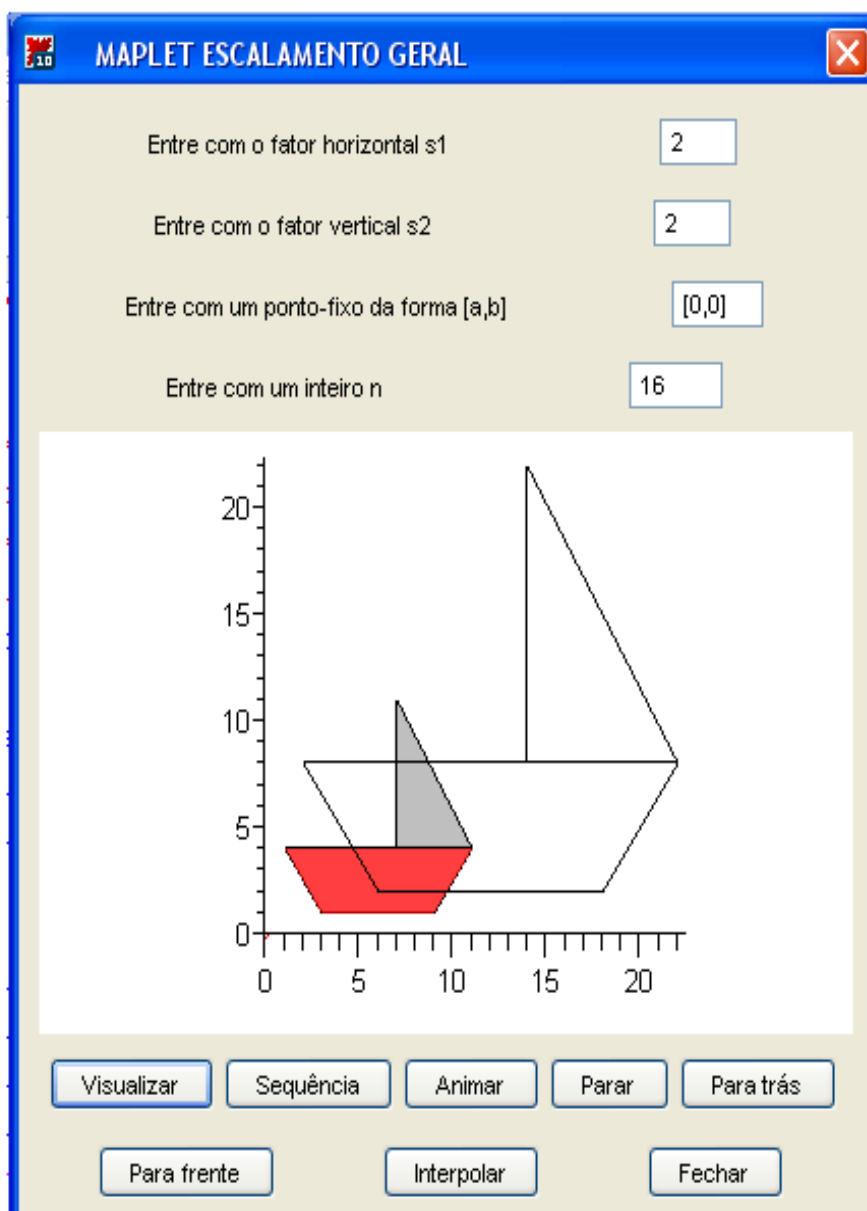 MAPLET ESCALAMENTO GERAL
10
Entre com o fator horizontal s1 2
Entre com o fator vertical s2 2
Entre com um ponto-fixo da forma [a,b] [0,0]
Entre com um inteiro n 16
20
15
10
5
0
0 5 10 15 20
Visualizar Sequência Animar Parar Para trás
Para frente Interpolar Fechar